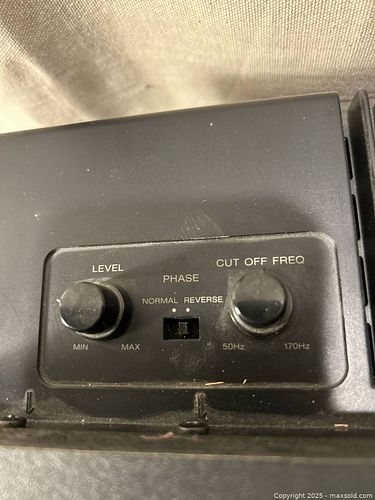 LEVEL
PHASE
CUT OFF FREQ
NORMAL REVERSE
MIN MAX
50Hz 170Hz
Copyright 2025 - maxsold.com